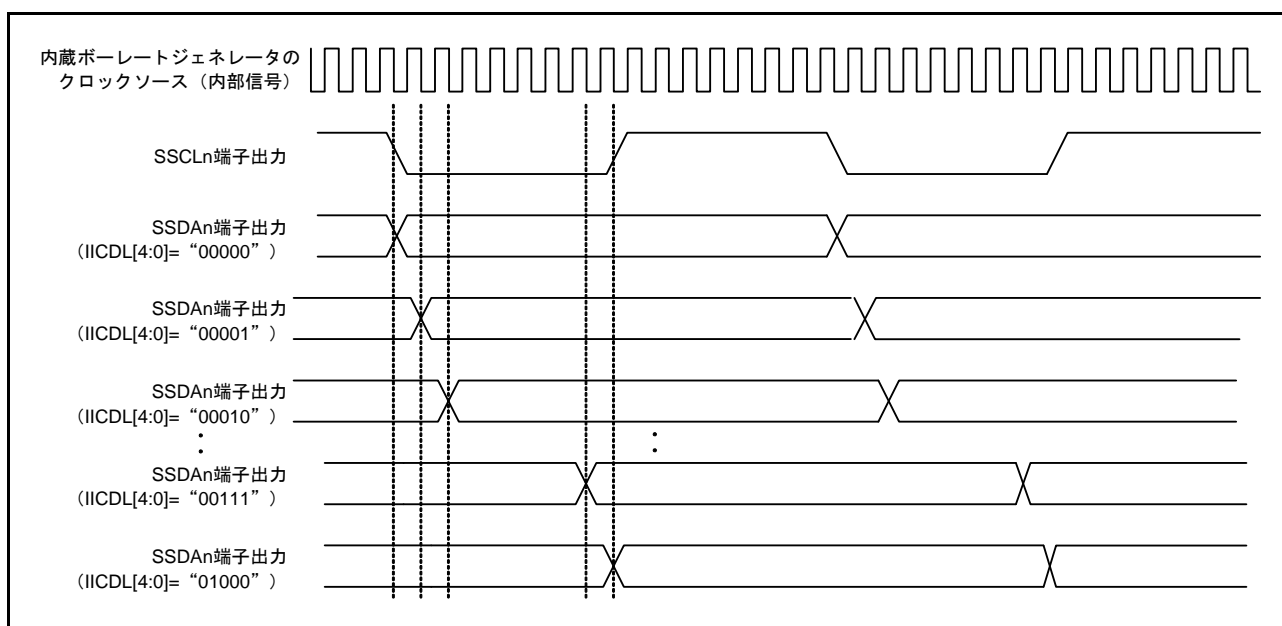 内蔵ボーレートジェネレータの
クロックソース（内部信号）
SSCLn端子出力
SSDAn端子出力
（IICDL[4:0]= “00000” ）
SSDAn端子出力
（IICDL[4:0]= “00001” ）
SSDAn端子出力
（IICDL[4:0]= “00010” ）
SSDAn端子出力
（IICDL[4:0]= “00111” ）
SSDAn端子出力
（IICDL[4:0]= “01000” ）